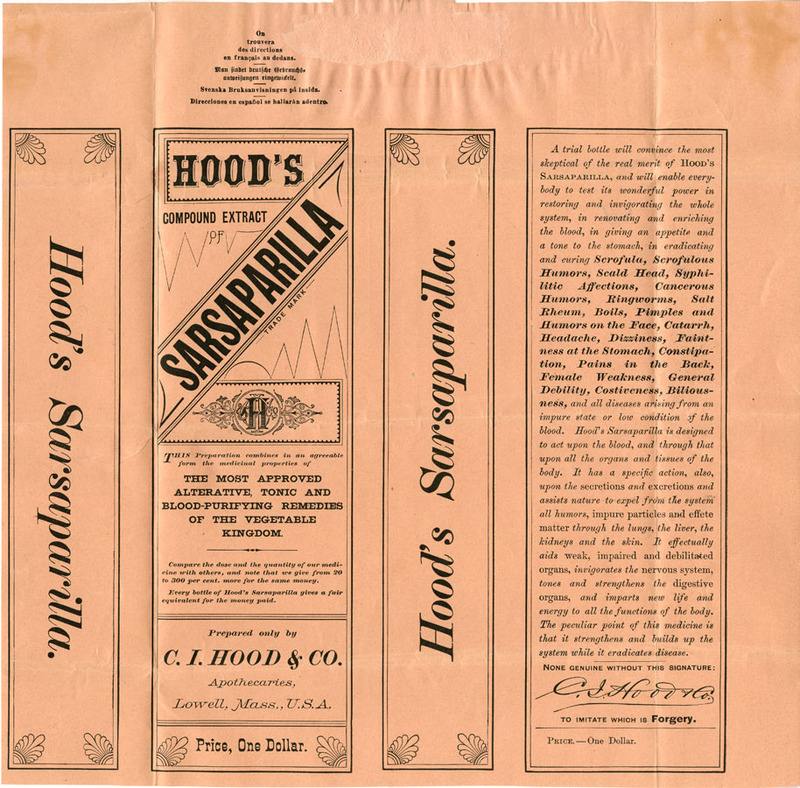 On
trouvera
des directions
en français au dedans.
Man findet deutsche Gebrauchs-
anweisungen eingewickelt.
Svenska Bruksanvisningen på insida.
Direcciones en español se hallarán adentro.
Hood's Sarsaparilla.
HOOD'S
COMPOUND EXTRACT
OF
SARSAPARILLA
TRADE MARK
H
CO
THIS Preparation combines in an agreeable
form the medicinal properties of
THE MOST APPROVED
ALTERATIVE, TONIC AND
BLOOD-PURIFYING REMEDIES
OF THE VEGETABLE
KINGDOM.
Compare the dose and the quantity of our medi-
cine with others, and note that we give from 20
to 300 per cent. more for the same money.
Every bottle of Hood's Sarsaparilla gives a fair
equivalent for the money paid.
Prepared only by
C. I. HOOD & CO.
Apothecaries,
Lowell, Mass., U.S.A.
Price, One Dollar.
Hood's Sarsaparilla.
A trial bottle will convince the most
skeptical of the real merit of HOOD'S
SARSAPARILLA, and will enable every-
body to test its wonderful power in
restoring and invigorating the whole
system, in renovating and enriching
the blood, in giving an appetite and
a tone to the stomach, in eradicating
and curing Scrofula, Scrofulous
Humors, Scald Head, Syphi-
litic Affections, Cancerous
Humors, Ringworms, Salt
Rheum, Boils, Pimples and
Humors on the Face, Catarrh,
Headache, Dizziness, Faint-
ness at the Stomach, Constipa-
tion, Pains in the Back,
Female Weakness, General
Debility, Costiveness, Bilious-
ness, and all diseases arising from an
impure state or low condition of the
blood. Hood's Sarsaparilla is designed
to act upon the blood, and through that
upon all the organs and tissues of the
body. It has a specific action, also,
upon the secretions and excretions and
assists nature to expel from the system
all humors, impure particles and effete
matter through the lungs, the liver, the
kidneys and the skin. It effectually
aids weak, impaired and debilitated
organs, invigorates the nervous system,
tones and strengthens the digestive
organs, and imparts new life and
energy to all the functions of the body.
The peculiar point of this medicine is
that it strengthens and builds up the
system while it eradicates disease.
NONE GENUINE WITHOUT THIS SIGNATURE:
C. I. Hood & Co.
TO IMITATE WHICH IS Forgery.
PRICE.—One Dollar.